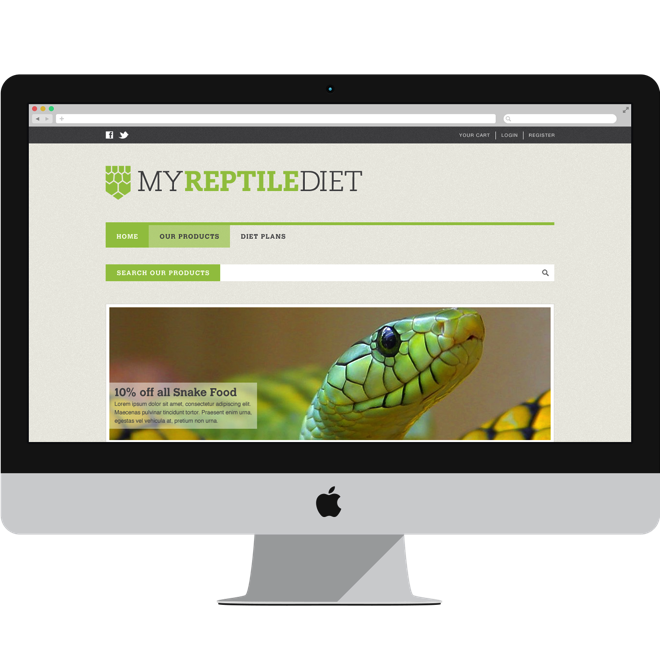 YOUR CART | LOGIN | REGISTER
MYREPTILEDIET
HOME OUR PRODUCTS DIET PLANS
SEARCH OUR PRODUCTS
10% off all Snake Food
Lorem ipsum dolor sit amet, consectetur adipiscing elit.
Maecenas pulvinar tincidunt tortor. Praesent enim urna,
egestas vel vehicula at, pretium non urna.